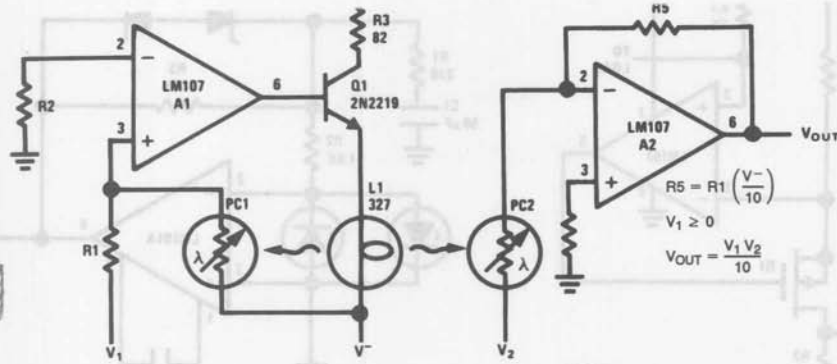 R3
82
2
LM107
A1
6
Q1
2N2219
R2
3
L1
327
PC1
λ
R1
V1
V⁻
R5
2
LM107
A2
6
VOUT
3
PC2
λ
V2
R5 = R1 (V⁻/10)
V1 ≥ 0
VOUT = V1 V2/10